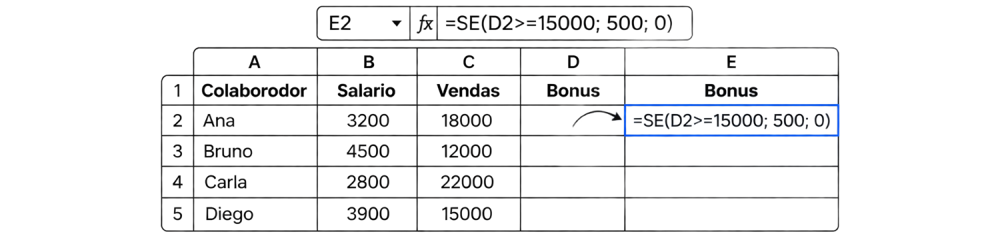 E2 fx =SE(D2>=15000; 500; 0)
A B C D E
1 Colaborodor Salario Vendas Bonus Bonus
2 Ana 3200 18000 =SE(D2>=15000; 500; 0)
3 Bruno 4500 12000
4 Carla 2800 22000
5 Diego 3900 15000